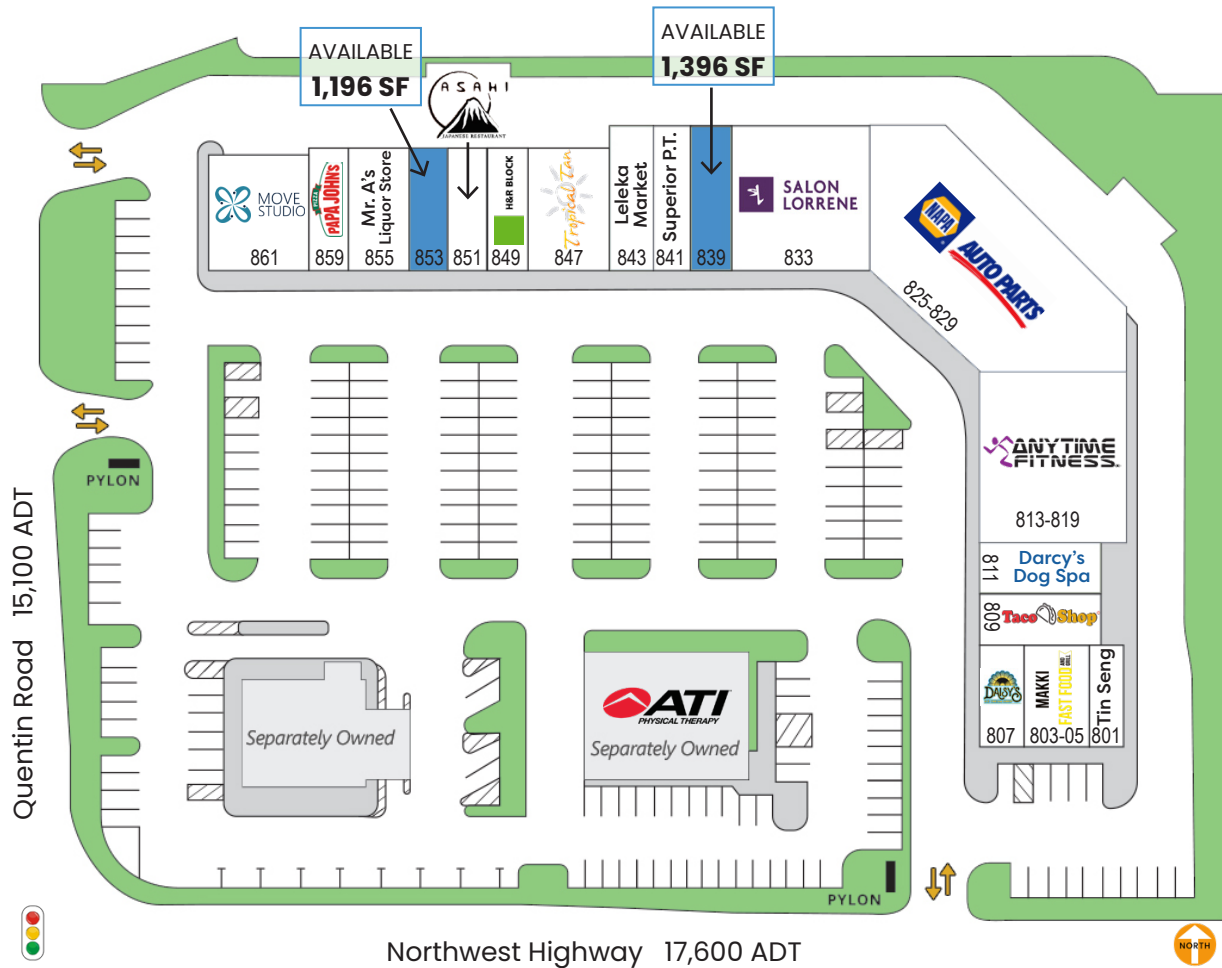 AVAILABLE
1,196 SF
AVAILABLE
1,396 SF
ASAHI
JAPANESE RESTAURANT
MOVE
STUDIO
861
PAPA JOHNS
859
Mr. A's
Liquor Store
855
853
851
H&R BLOCK
849
Tropical Tan
847
Leleka
Market
843
Superior P.T.
841
839
SALON
LORRENE
833
NAPA
AUTO PARTS
825-829
ANYTIME
FITNESS
813-819
811
Darcy's
Dog Spa
809
Taco Shop
DAISY'S
807
MAKKI
FAST FOOD AND GRILL
803-05
Tin Seng
801
PYLON
Quentin Road 15,100 ADT
Separately Owned
ATI
PHYSICAL THERAPY
Separately Owned
PYLON
Northwest Highway 17,600 ADT
NORTH